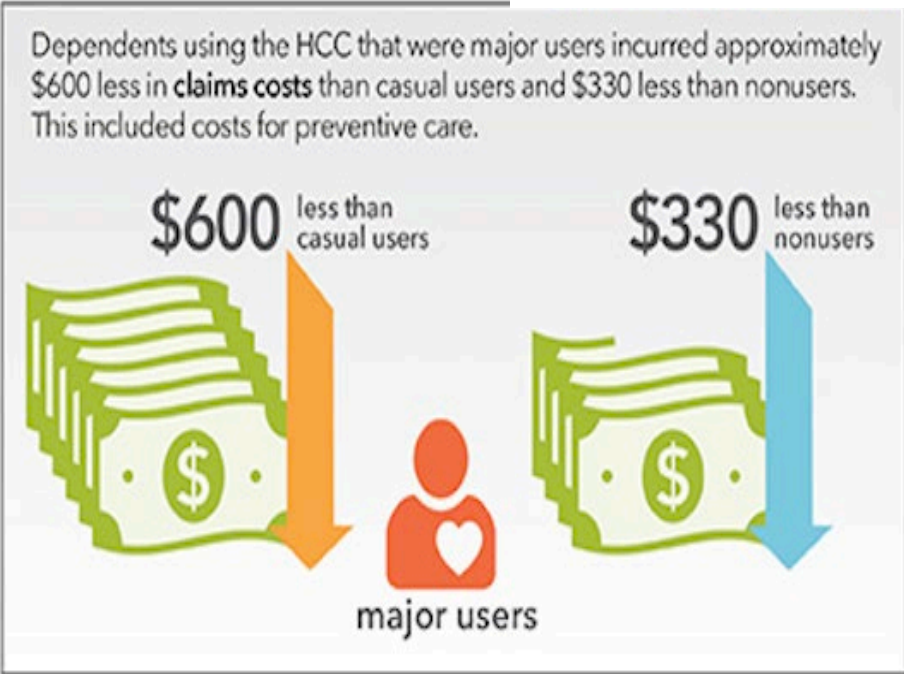 Dependents using the HCC that were major users incurred approximately
$600 less in claims costs than casual users and $330 less than nonusers.
This included costs for preventive care.
$600 less than
casual users
$330 less than
nonusers
$
$
major users